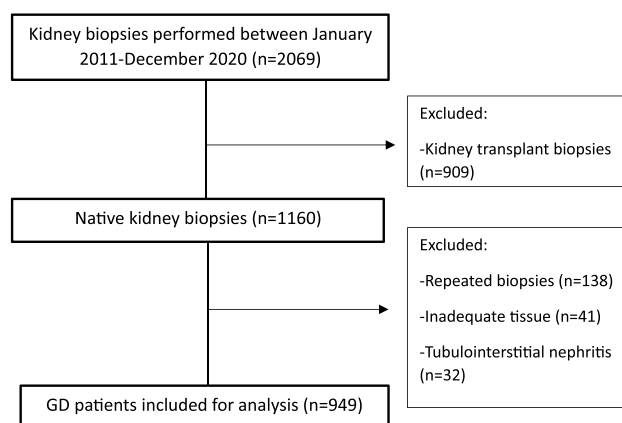 Kidney biopsies performed between January
2011-December 2020 (n=2069)
Excluded:
-Kidney transplant biopsies
(n=909)
Native kidney biopsies (n=1160)
Excluded:
-Repeated biopsies (n=138)
-Inadequate tissue (n=41)
-Tubulointerstitial nephritis
(n=32)
GD patients included for analysis (n=949)